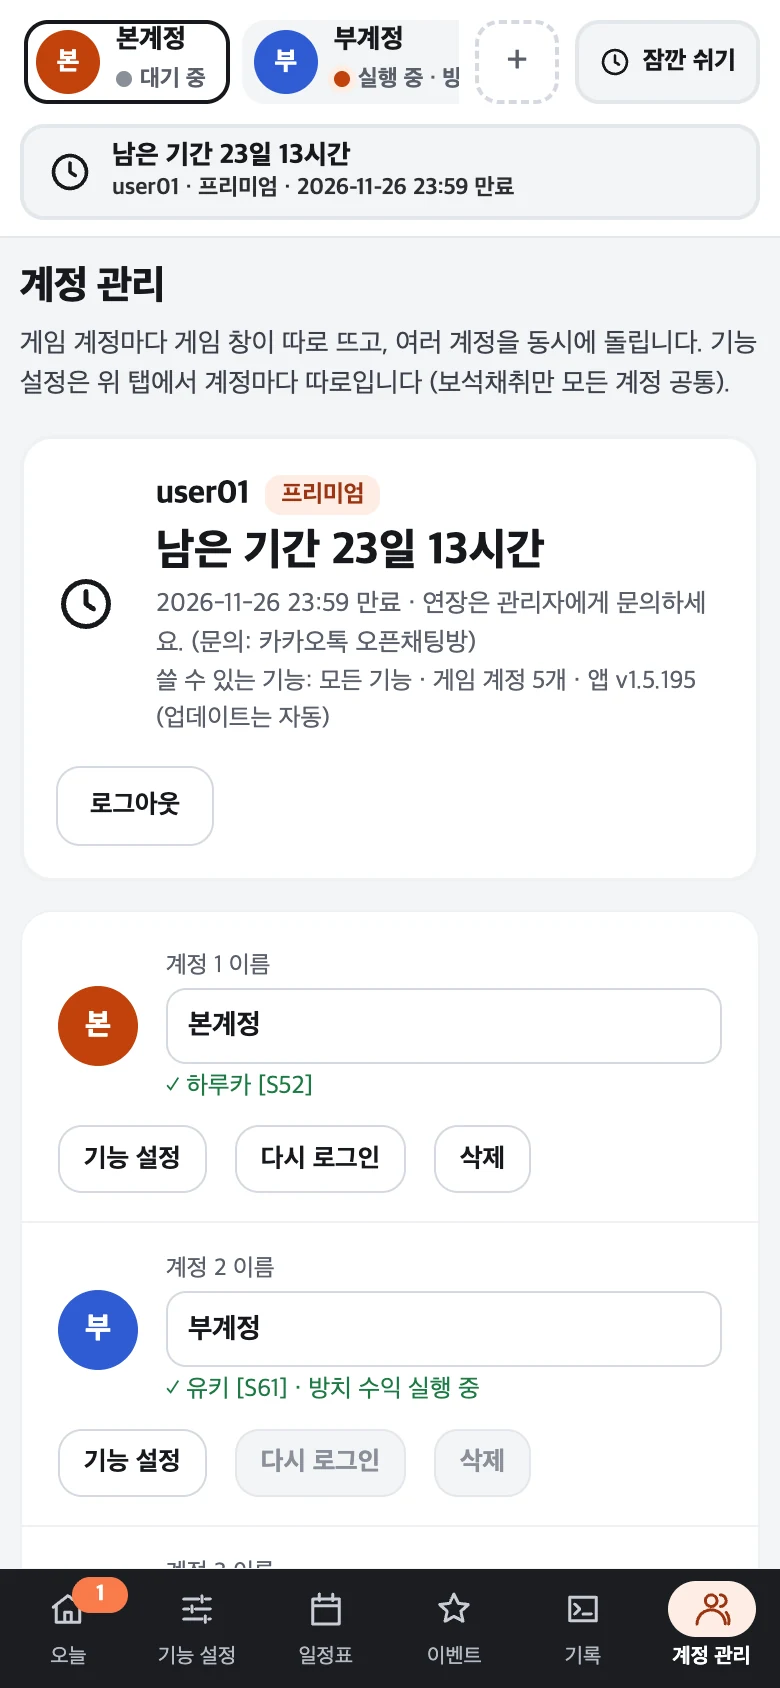 본
본계정
대기 중
부
부계정
실행 중 · 방
+
잠깐 쉬기
남은 기간 23일 13시간
user01 · 프리미엄 · 2026-11-26 23:59 만료
계정 관리
게임 계정마다 게임 창이 따로 뜨고, 여러 계정을 동시에 돌립니다. 기능
설정은 위 탭에서 계정마다 따로입니다 (보석채취만 모든 계정 공통).
user01 프리미엄
남은 기간 23일 13시간
2026-11-26 23:59 만료 · 연장은 관리자에게 문의하세
요. (문의: 카카오톡 오픈채팅방)
쓸 수 있는 기능: 모든 기능 · 게임 계정 5개 · 앱 v1.5.195
(업데이트는 자동)
로그아웃
계정 1 이름
본
본계정
✓ 하루카 [S52]
기능 설정 다시 로그인 삭제
계정 2 이름
부
부계정
✓ 유키 [S61] · 방치 수익 실행 중
기능 설정 다시 로그인 삭제
계정 3 이름
1
오늘 기능 설정 일정표 이벤트 기록 계정 관리